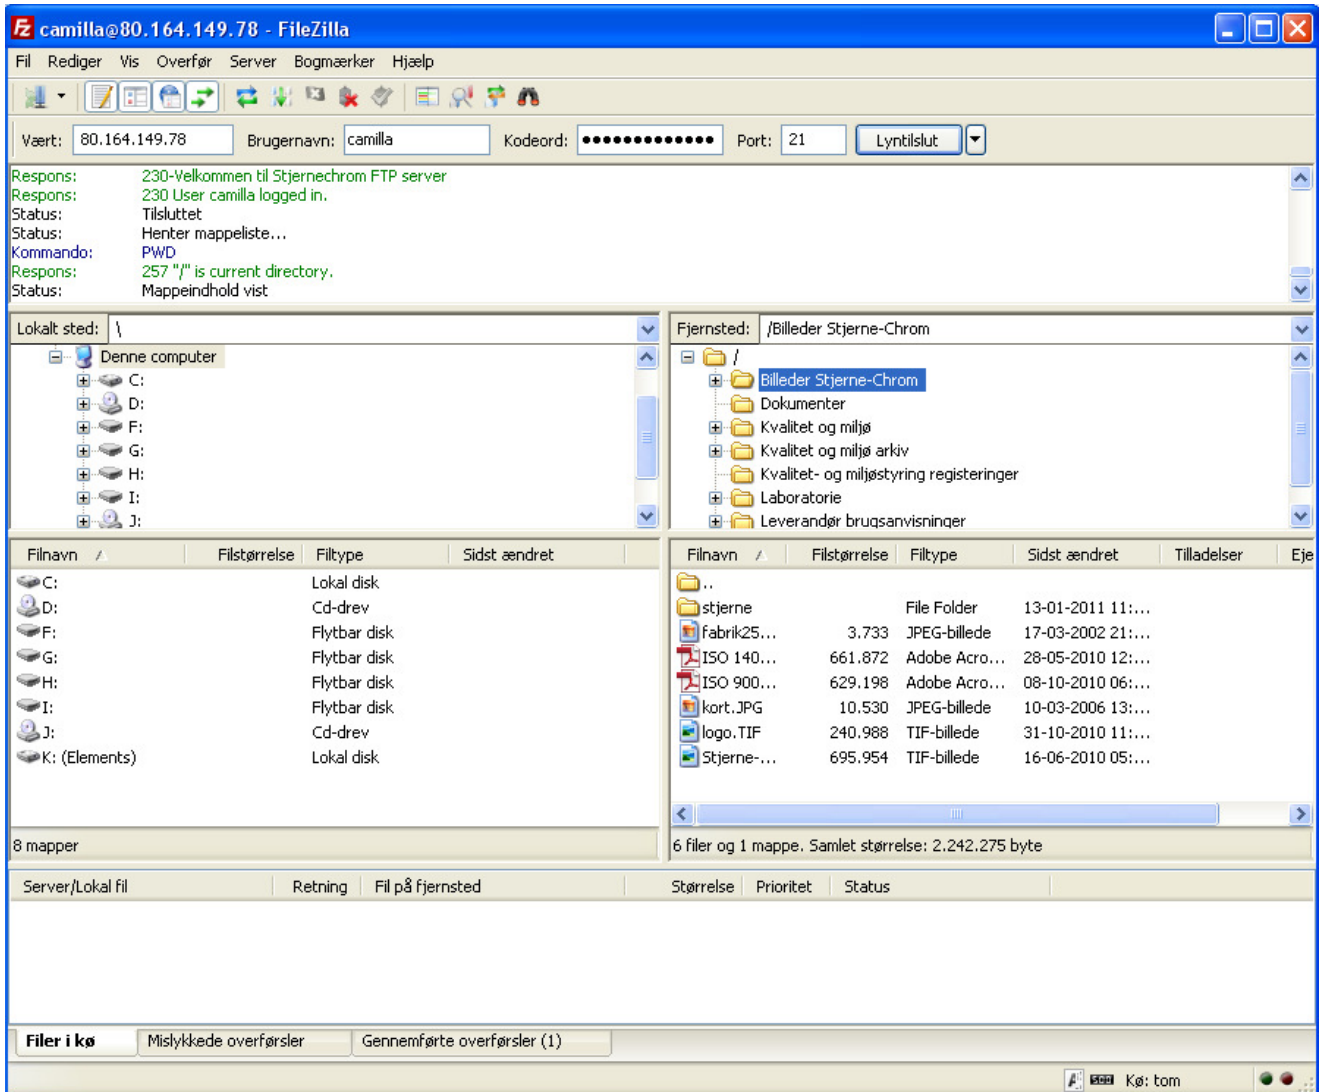 camilla@80.164.149.78 - FileZilla
Fil Rediger Vis Overfør Server Bogmærker Hjælp
Vært: 80.164.149.78 Brugernavn: camilla Kodeord: ●●●●●●●●●●●●● Port: 21 Lyntilslut
Respons: 230-Velkommen til Stjernechrom FTP server
Respons: 230 User camilla logged in.
Status: Tilsluttet
Status: Henter mappeliste...
Kommando: PWD
Respons: 257 "/" is current directory.
Status: Mappeindhold vist
Lokalt sted: \
Denne computer
C:
D:
F:
G:
H:
I:
J:
Fjernsted: /Billeder Stjerne-Chrom
/
Billeder Stjerne-Chrom
Dokumenter
Kvalitet og miljø
Kvalitet og miljø arkiv
Kvalitet- og miljøstyring registeringer
Laboratorie
Leverandør brugsanvisninger
Filnavn Filstørrelse Filtype Sidst ændret
C: Lokal disk
D: Cd-drev
F: Flytbar disk
G: Flytbar disk
H: Flytbar disk
I: Flytbar disk
J: Cd-drev
K: (Elements) Lokal disk
8 mapper
Filnavn Filstørrelse Filtype Sidst ændret Tilladelser Eje
..
stjerne File Folder 13-01-2011 11:...
fabrik25... 3.733 JPEG-billede 17-03-2002 21:...
ISO 140... 661.872 Adobe Acro... 28-05-2010 12:...
ISO 900... 629.198 Adobe Acro... 08-10-2010 06:...
kort.JPG 10.530 JPEG-billede 10-03-2006 13:...
logo.TIF 240.988 TIF-billede 31-10-2010 11:...
Stjerne-... 695.954 TIF-billede 16-06-2010 05:...
6 filer og 1 mappe. Samlet størrelse: 2.242.275 byte
Server/Lokal fil Retning Fil på fjernsted Størrelse Prioritet Status
Filer i kø Mislykkede overførsler Gennemførte overførsler (1)
Kø: tom